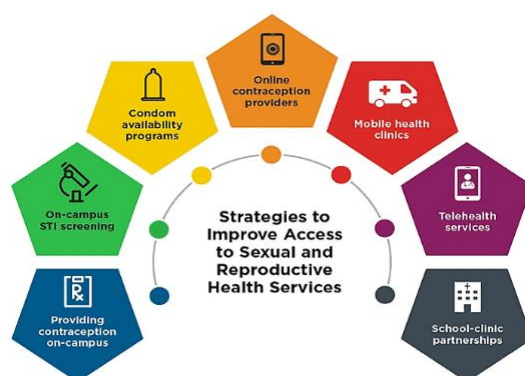 Online
contraception
providers
Condom
availability
programs
Mobile health
clinics
On-campus
STI screening
Telehealth
services
Strategies to
Improve Access
to Sexual and
Reproductive
Health Services
Rx
Providing
contraception
on-campus
School-clinic
partnerships